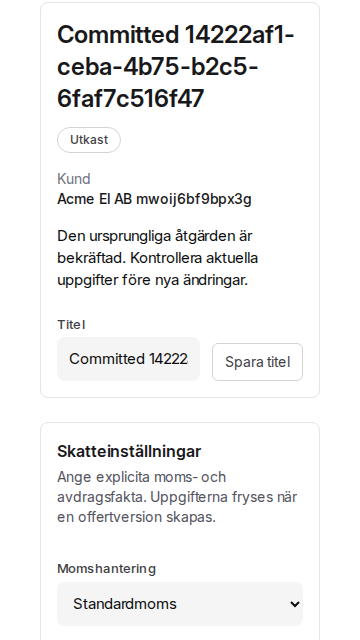 Committed 14222af1-
ceba-4b75-b2c5-
6faf7c516f47
Utkast
Kund
Acme El AB mwoij6bf9bpx3g
Den ursprungliga åtgärden är
bekräftad. Kontrollera aktuella
uppgifter före nya ändringar.
Titel
Committed 14222
Spara titel
Skatteinställningar
Ange explicita moms- och
avdragsfakta. Uppgifterna fryses när
en offertversion skapas.
Momshantering
Standardmoms